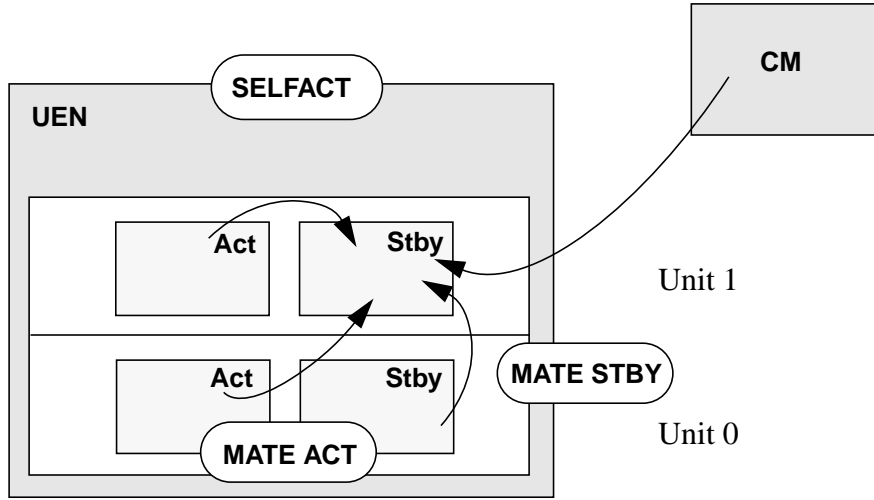 CM
SELFACT
UEN
Act
Stby
Unit 1
Act
Stby
MATE STBY
Unit 0
MATE ACT